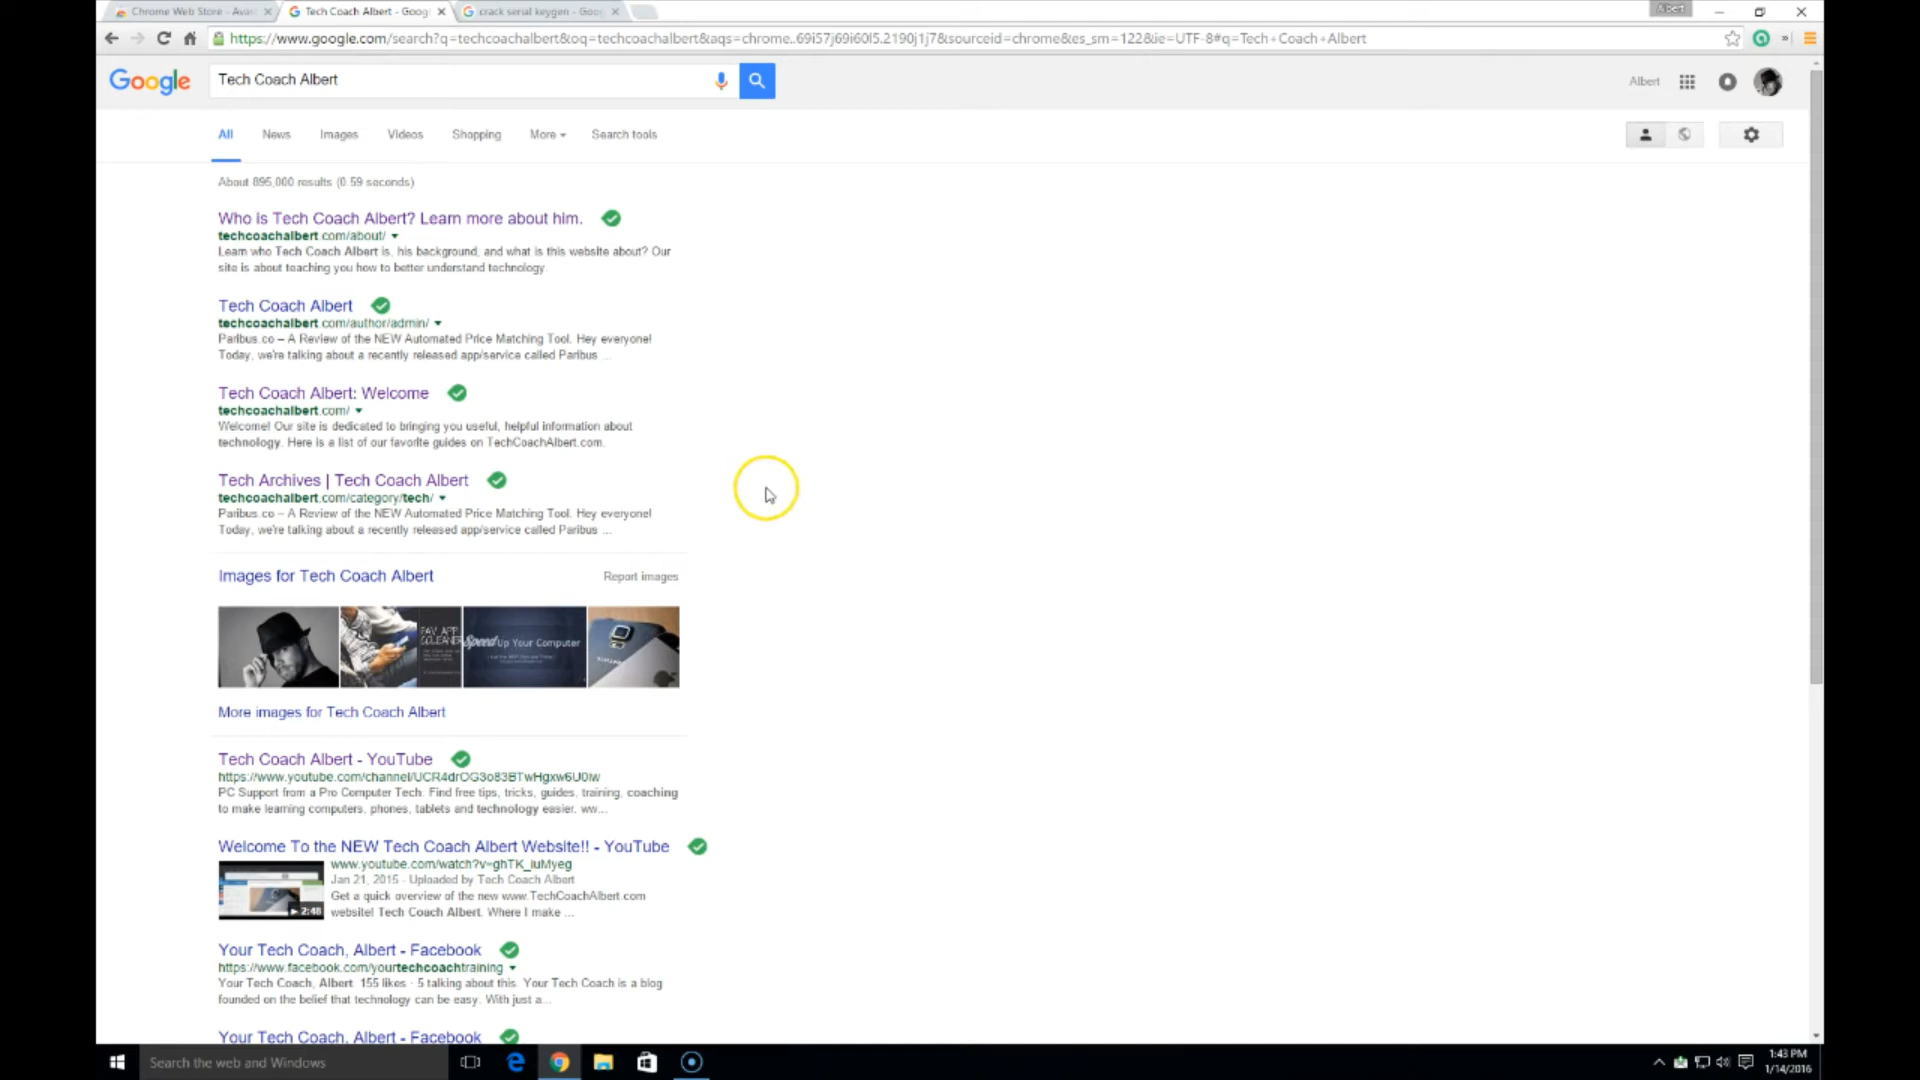 Chrome Web Store - Avast
Tech Coach Albert - Goog
crack serial keygen - Goog
Albert
https://www.google.com/search?q=techcoachalbert&oq=techcoachalbert&aqs=chrome..69i57j69i60l5.2190j1j7&sourceid=chrome&es_sm=122&ie=UTF-8#q=Tech+Coach+Albert
Google
Tech Coach Albert
Albert
All News Images Videos Shopping More Search tools
About 895,000 results (0.59 seconds)
Who is Tech Coach Albert? Learn more about him.
techcoachalbert.com/about/
Learn who Tech Coach Albert is, his background, and what is this website about? Our
site is about teaching you how to better understand technology.
Tech Coach Albert
techcoachalbert.com/author/admin/
Paribus.co – A Review of the NEW Automated Price Matching Tool. Hey everyone!
Today, we're talking about a recently released app/service called Paribus ...
Tech Coach Albert: Welcome
techcoachalbert.com/
Welcome! Our site is dedicated to bringing you useful, helpful information about
technology. Here is a list of our favorite guides on TechCoachAlbert.com.
Tech Archives | Tech Coach Albert
techcoachalbert.com/category/tech/
Paribus.co – A Review of the NEW Automated Price Matching Tool. Hey everyone!
Today, we're talking about a recently released app/service called Paribus ...
Images for Tech Coach Albert
Report images
FAV APP
CCLEANER
Speed Up Your Computer
More images for Tech Coach Albert
Tech Coach Albert - YouTube
https://www.youtube.com/channel/UCR4drOG3o83BTwHgxw6U0iw
PC Support from a Pro Computer Tech. Find free tips, tricks, guides, training, coaching
to make learning computers, phones, tablets and technology easier. ww...
Welcome To the NEW Tech Coach Albert Website!! - YouTube
www.youtube.com/watch?v=ghTK_iuMyeg
Jan 21, 2015 - Uploaded by Tech Coach Albert
Get a quick overview of the new www.TechCoachAlbert.com
website! Tech Coach Albert. Where I make ...
2:48
Your Tech Coach, Albert - Facebook
https://www.facebook.com/yourtechcoachtraining
Your Tech Coach, Albert. 155 likes · 5 talking about this. Your Tech Coach is a blog
founded on the belief that technology can be easy. With just a...
Your Tech Coach, Albert - Facebook
Search the web and Windows
1:43 PM
1/14/2016